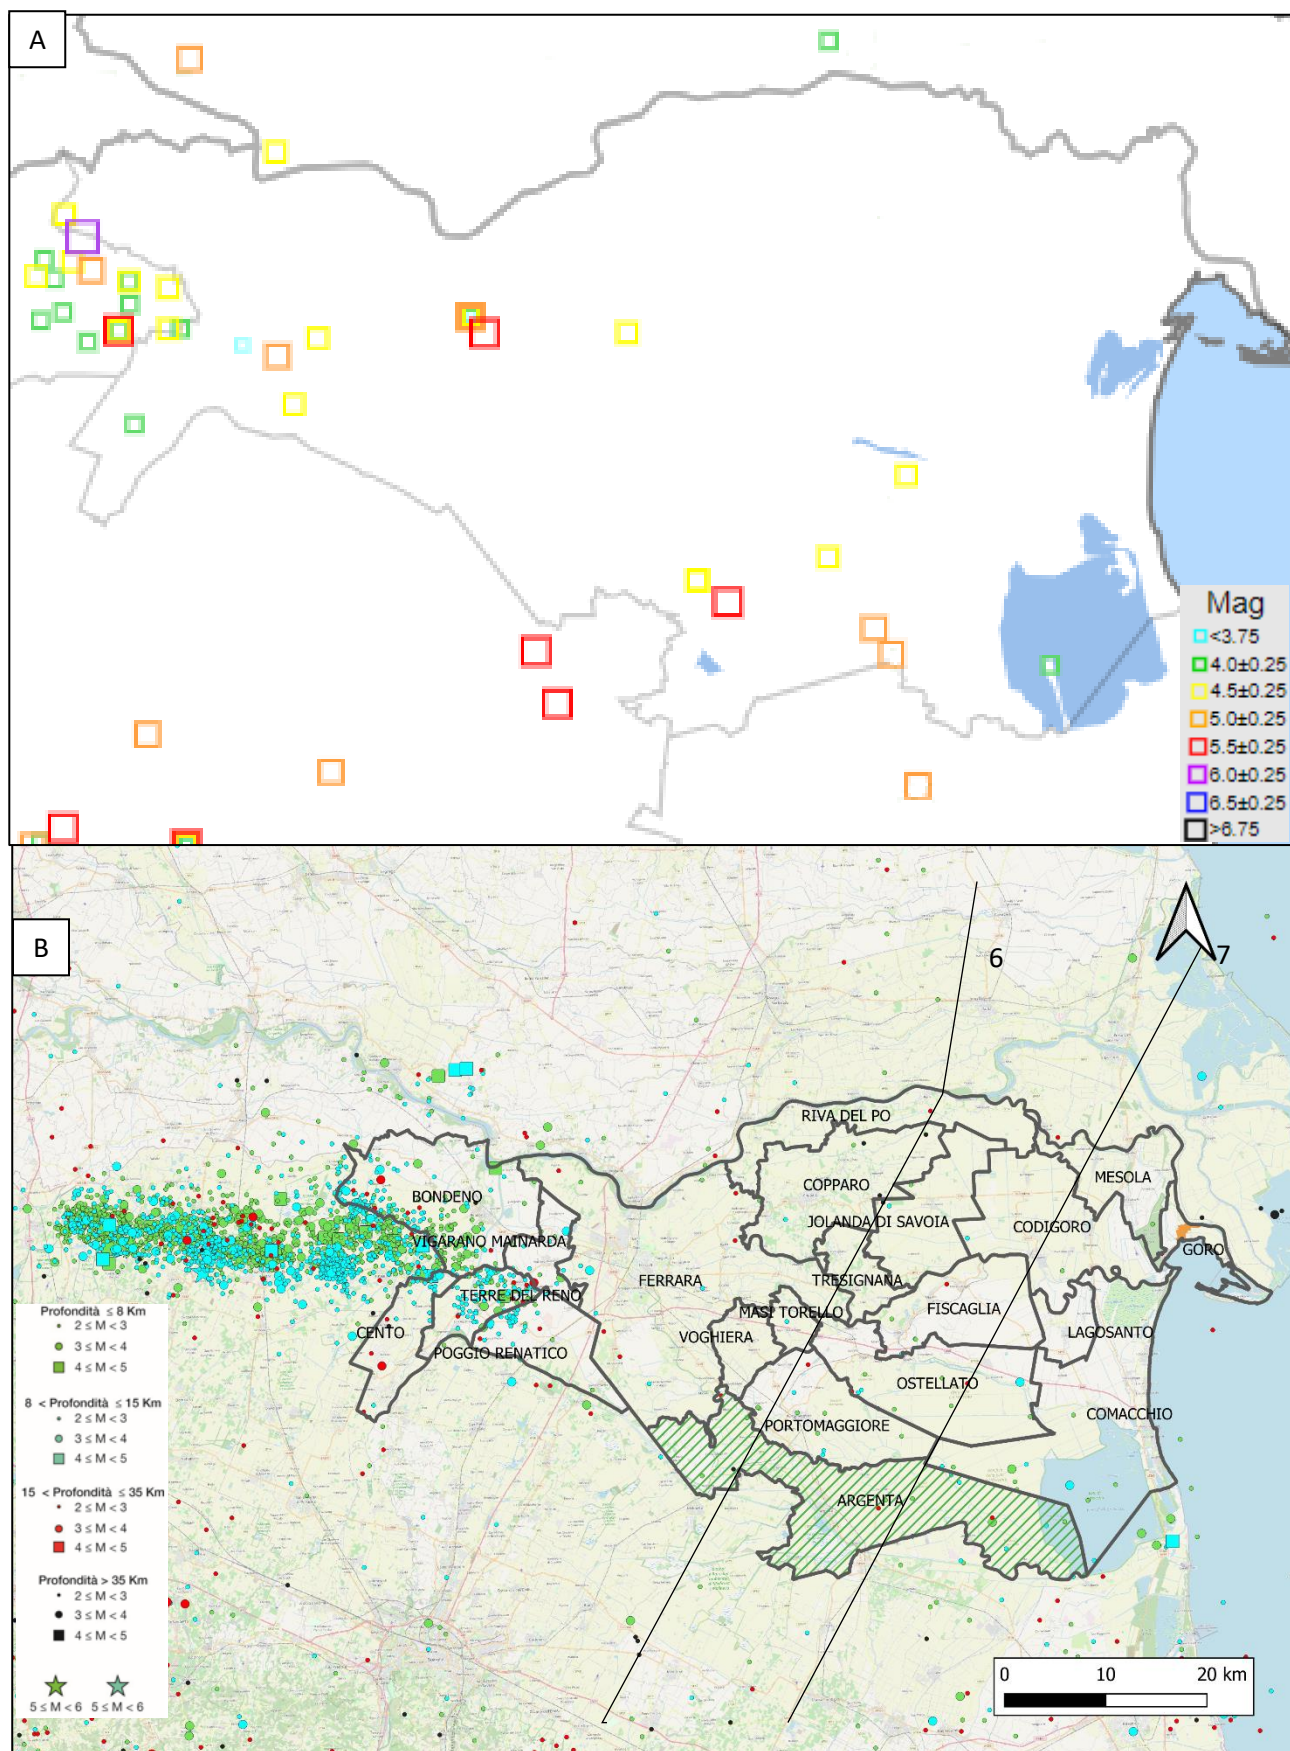 A
Mag
<3.75
4.0±0.25
4.5±0.25
5.0±0.25
5.5±0.25
6.0±0.25
6.5±0.25
>6.75
B
6
7
RIVA DEL PO
MESOLA
COPPARO
BONDENO
JOLANDA DI SAVOIA
CODIGORO
VIGARANO MAINARDA
GORO
FERRARA
TRESIGNANA
TERRE DEL RENO
FISCAGLIA
MASI TORELLO
CENTO
VOGHIERA
LAGOSANTO
POGGIO RENATICO
OSTELLATO
COMACCHIO
PORTOMAGGIORE
ARGENTA
Profondità ≤ 8 Km
2 ≤ M < 3
3 ≤ M < 4
4 ≤ M < 5
8 < Profondità ≤ 15 Km
2 ≤ M < 3
3 ≤ M < 4
4 ≤ M < 5
15 < Profondità ≤ 35 Km
2 ≤ M < 3
3 ≤ M < 4
4 ≤ M < 5
Profondità > 35 Km
2 ≤ M < 3
3 ≤ M < 4
4 ≤ M < 5
5 ≤ M < 6 5 ≤ M < 6
0 10 20 km